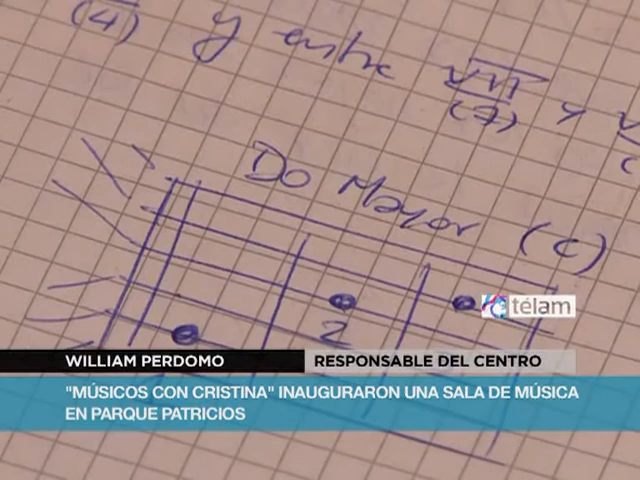 (4) y entre VII y
(7)
Do Mayor (C)
2
télam
WILLIAM PERDOMO RESPONSABLE DEL CENTRO
"MÚSICOS CON CRISTINA" INAUGURARON UNA SALA DE MÚSICA
EN PARQUE PATRICIOS